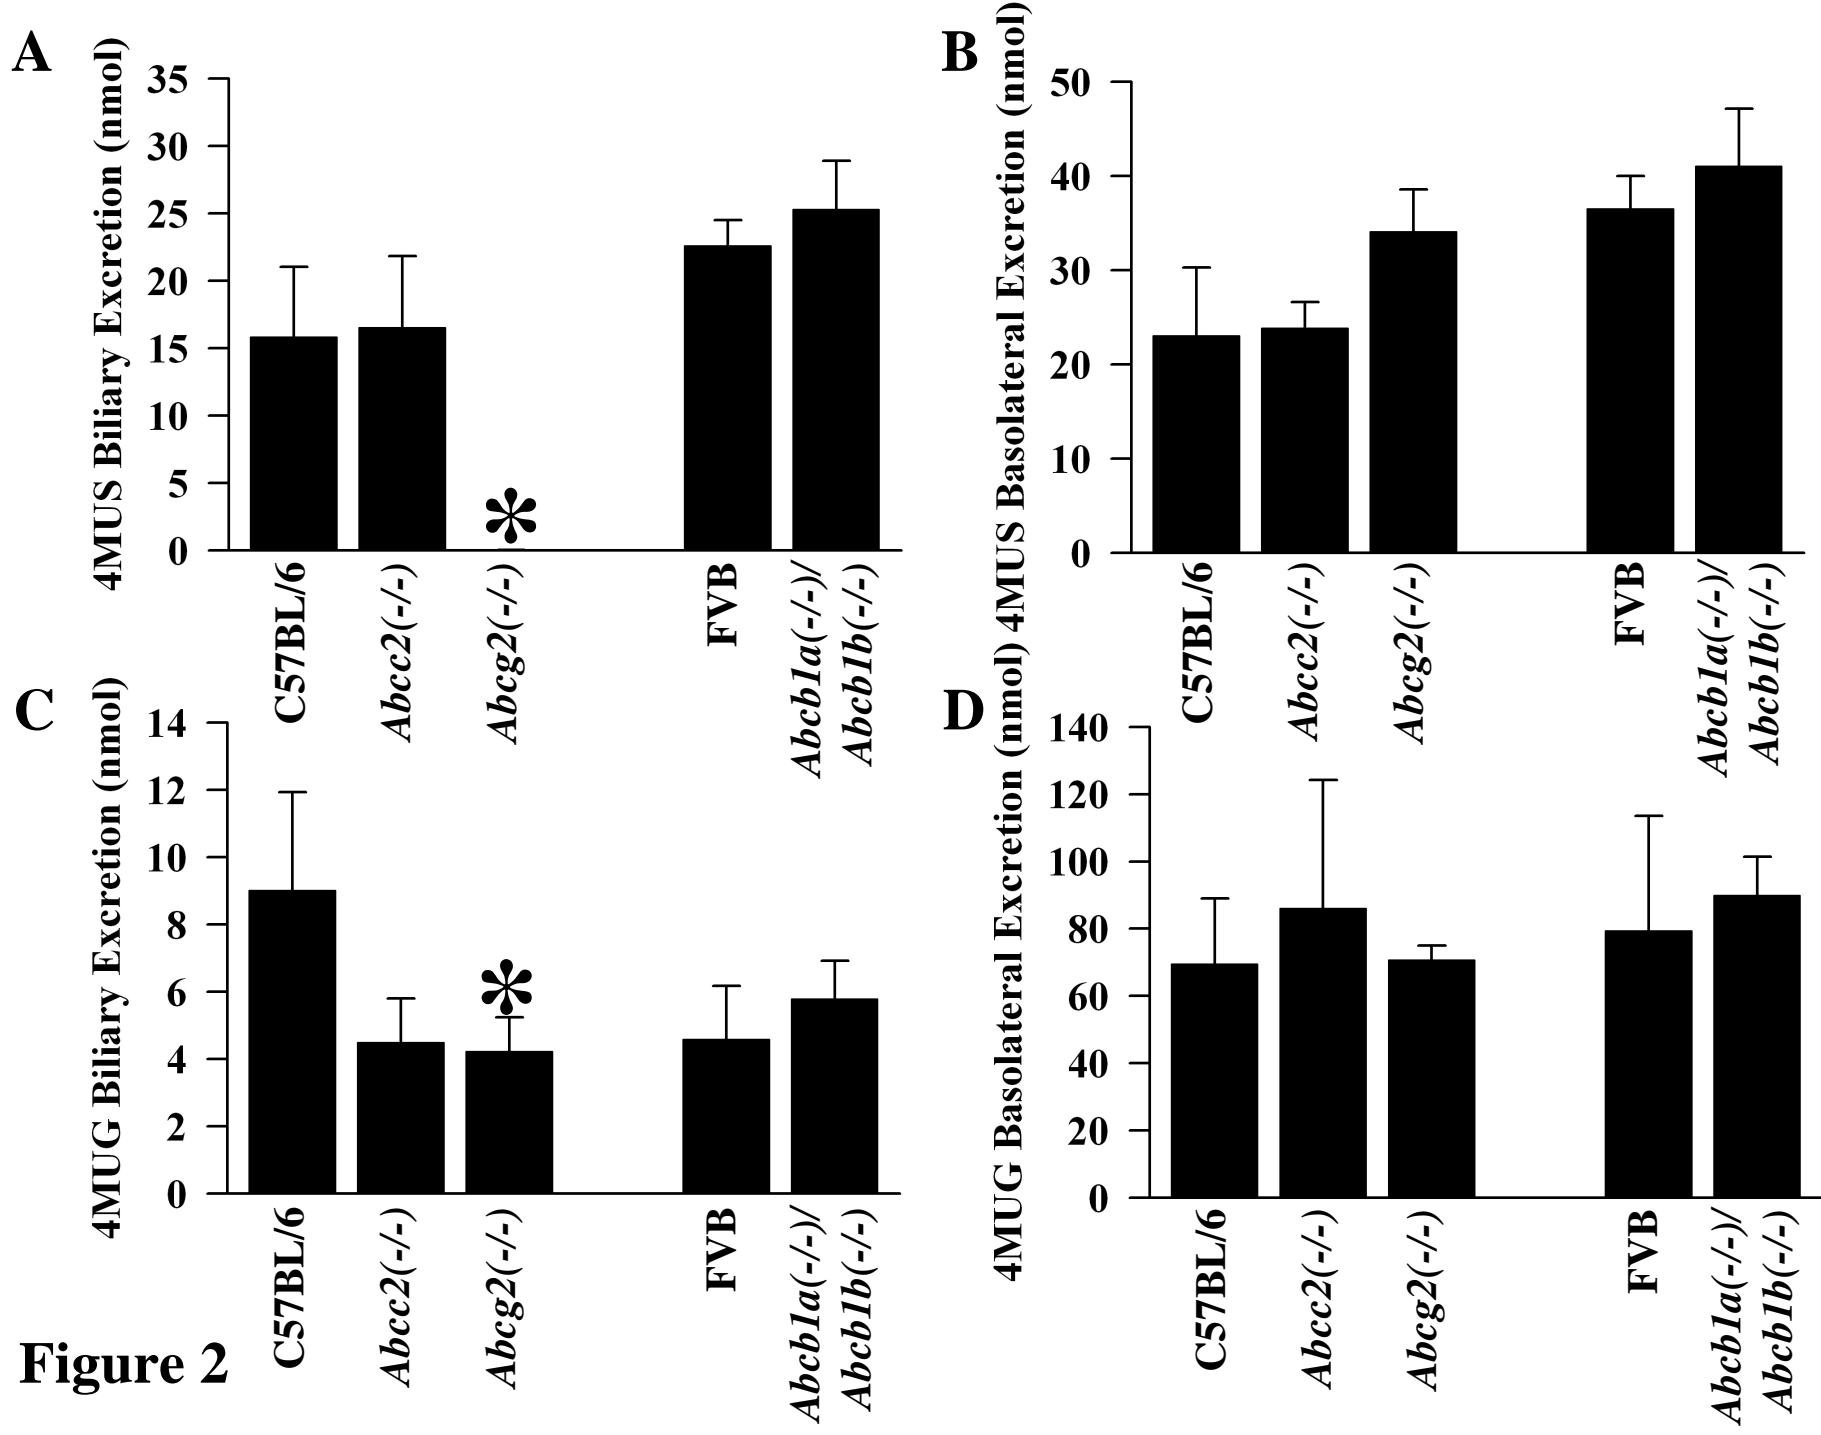 A
4MUS Biliary Excretion (nmol)
35
30
25
20
15
10
5
0
*
C57BL/6
Abcc2(-/-)
Abcg2(-/-)
FVB
Abcb1a(-/-)/
Abcb1b(-/-)
B
4MUS Basolateral Excretion (nmol)
50
40
30
20
10
0
C57BL/6
Abcc2(-/-)
Abcg2(-/-)
FVB
Abcb1a(-/-)/
Abcb1b(-/-)
C
4MUG Biliary Excretion (nmol)
14
12
10
8
6
4
2
0
*
C57BL/6
Abcc2(-/-)
Abcg2(-/-)
FVB
Abcb1a(-/-)/
Abcb1b(-/-)
D
4MUG Basolateral Excretion (nmol)
140
120
100
80
60
40
20
0
C57BL/6
Abcc2(-/-)
Abcg2(-/-)
FVB
Abcb1a(-/-)/
Abcb1b(-/-)
Figure 2